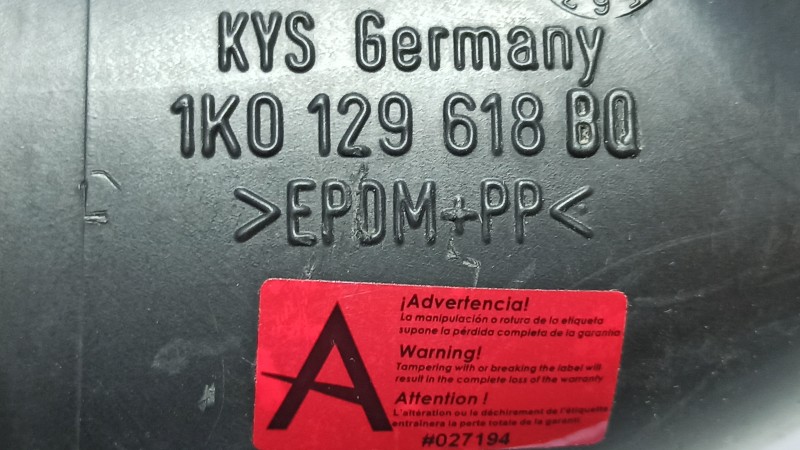 KYS Germany
1K0 129 618 BQ
>EPDM+PP<
¡Advertencia!
La manipulación o rotura de la etiqueta
supone la pérdida completa de la garantía
Warning!
Tampering with or breaking the label will
result in the complete loss of the warranty
Attention !
L'altération ou le déchirement de l'étiquette
entraînera la perte totale de la garanti
#027194
A